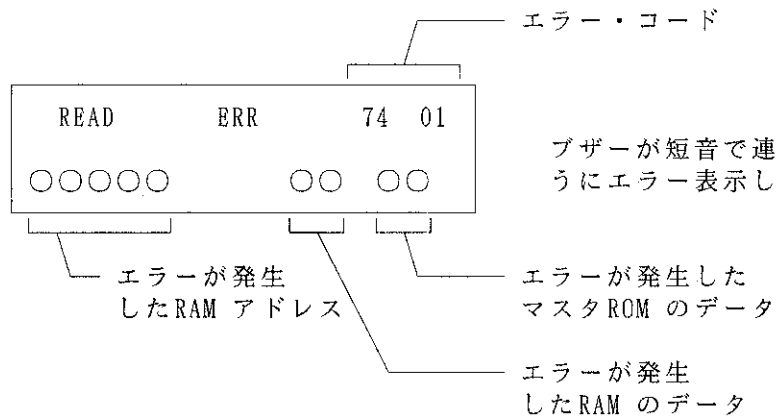 エラー・コード
READ ERR 74 01
○○○○○ ○○ ○○
ブザーが短音で連
うにエラー表示し
エラーが発生
したRAM アドレス
エラーが発生した
マスタROM のデータ
エラーが発生
したRAM のデータ